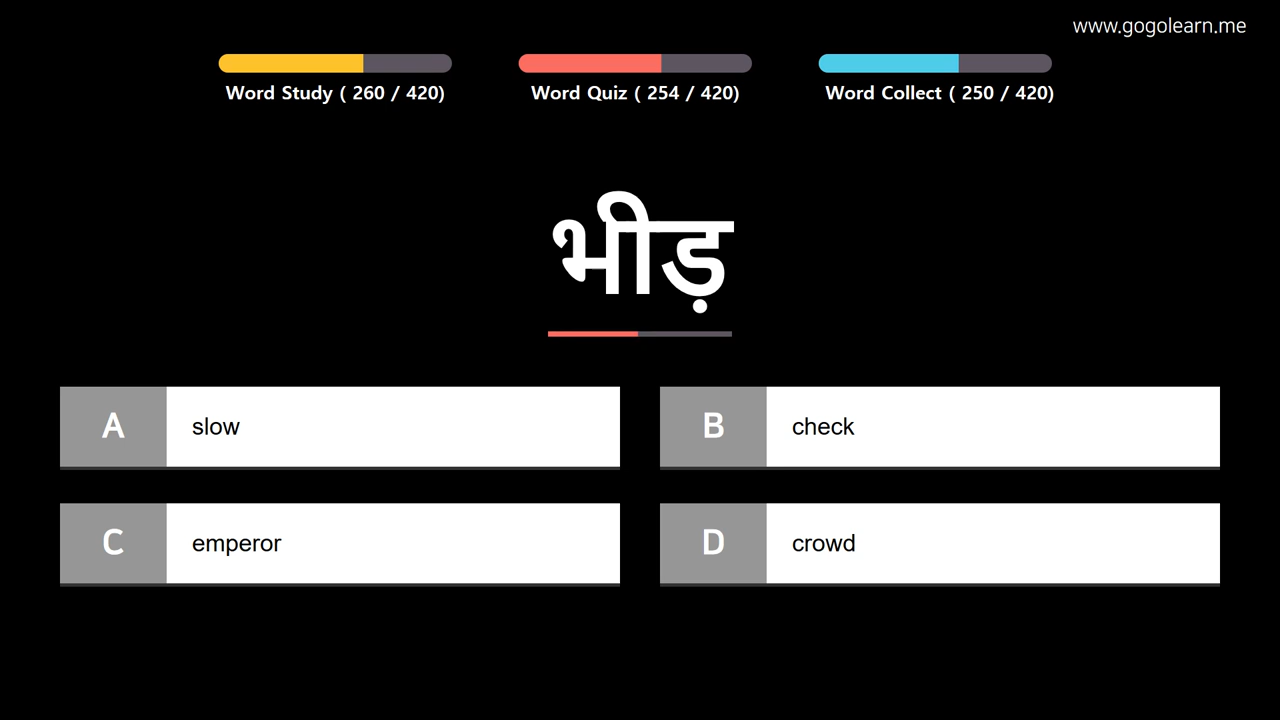 www.gogolearn.me
Word Study ( 260 / 420)
Word Quiz ( 254 / 420)
Word Collect ( 250 / 420)
भीड़
A slow
B check
C emperor
D crowd